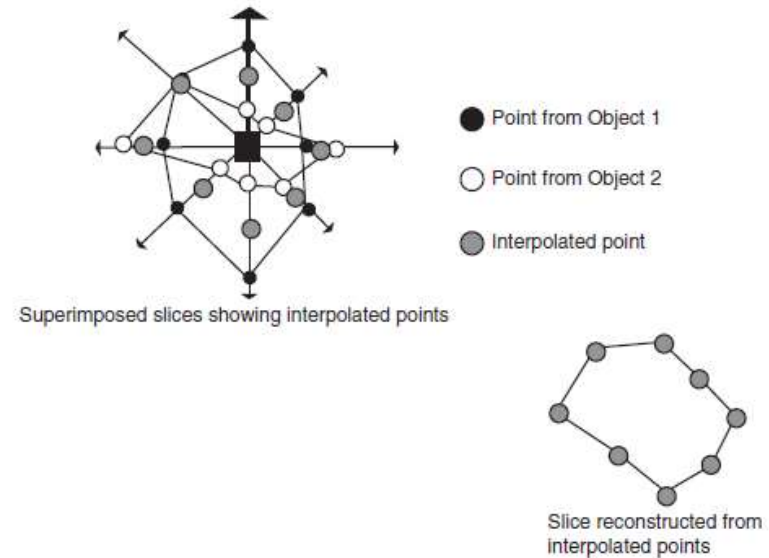 Point from Object 1
Point from Object 2
Interpolated point
Superimposed slices showing interpolated points
Slice reconstructed from
interpolated points